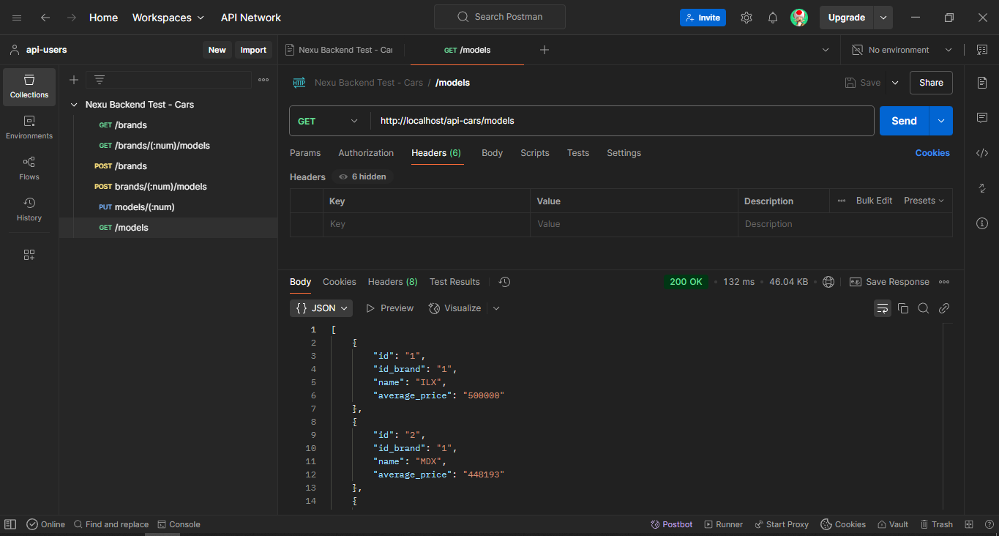 Home Workspaces API Network Search Postman Invite Upgrade
api-users New Import Nexu Backend Test - Car GET /models No environment
Collections
Environments
Flows
History
Nexu Backend Test - Cars
GET /brands
GET /brands/(:num)/models
POST /brands
POST brands/(:num)/models
PUT models/(:num)
GET /models
HTTP Nexu Backend Test - Cars / /models Save Share
GET http://localhost/api-cars/models Send
Params Authorization Headers (6) Body Scripts Tests Settings Cookies
Headers 6 hidden
Key Value Description Bulk Edit Presets
Key Value Description
Body Cookies Headers (8) Test Results 200 OK 132 ms 46.04 KB e.g. Save Response
{} JSON Preview Visualize
1 [
2 {
3 "id": "1",
4 "id_brand": "1",
5 "name": "ILX",
6 "average_price": "500000"
7 },
8 {
9 "id": "2",
10 "id_brand": "1",
11 "name": "MDX",
12 "average_price": "448193"
13 },
14 {
Online Find and replace Console Postbot Runner Start Proxy Cookies Vault Trash